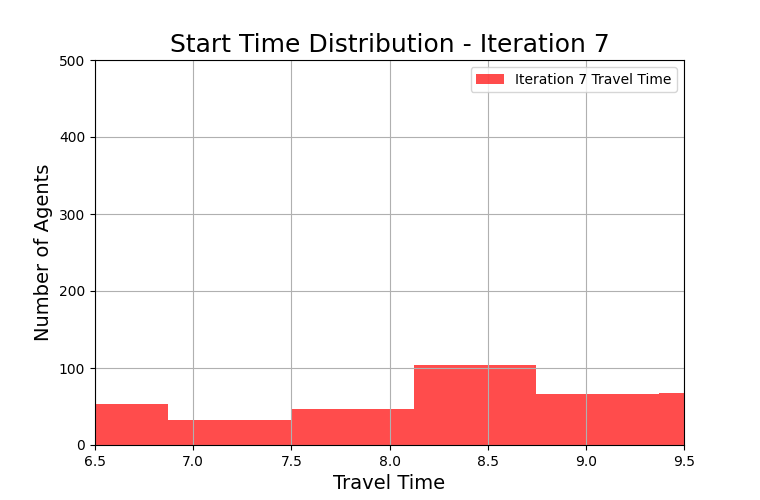 Start Time Distribution - Iteration 7
Iteration 7 Travel Time
500
400
300
200
100
0
Number of Agents
6.5 7.0 7.5 8.0 8.5 9.0 9.5
Travel Time